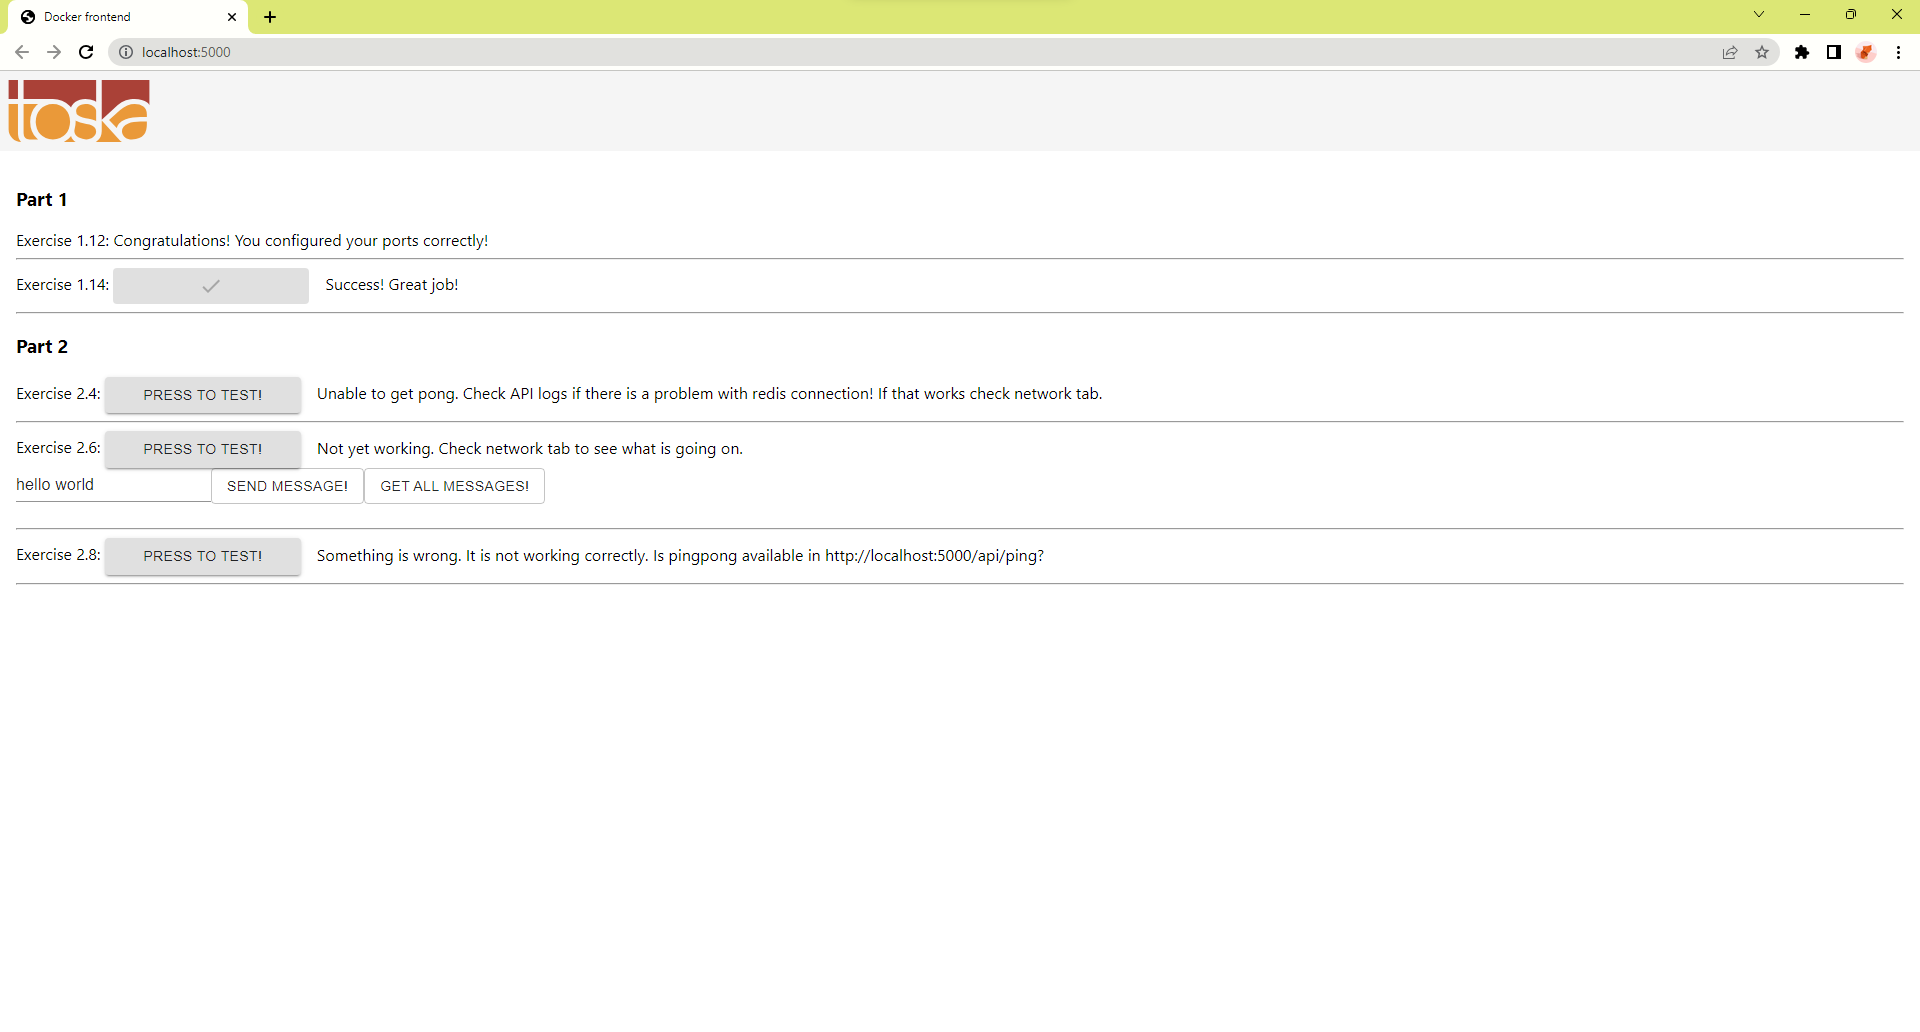 Docker frontend
localhost:5000
toska
Part 1
Exercise 1.12: Congratulations! You configured your ports correctly!
Exercise 1.14: Success! Great job!
Part 2
Exercise 2.4: PRESS TO TEST! Unable to get pong. Check API logs if there is a problem with redis connection! If that works check network tab.
Exercise 2.6: PRESS TO TEST! Not yet working. Check network tab to see what is going on.
hello world SEND MESSAGE! GET ALL MESSAGES!
Exercise 2.8: PRESS TO TEST! Something is wrong. It is not working correctly. Is pingpong available in http://localhost:5000/api/ping?